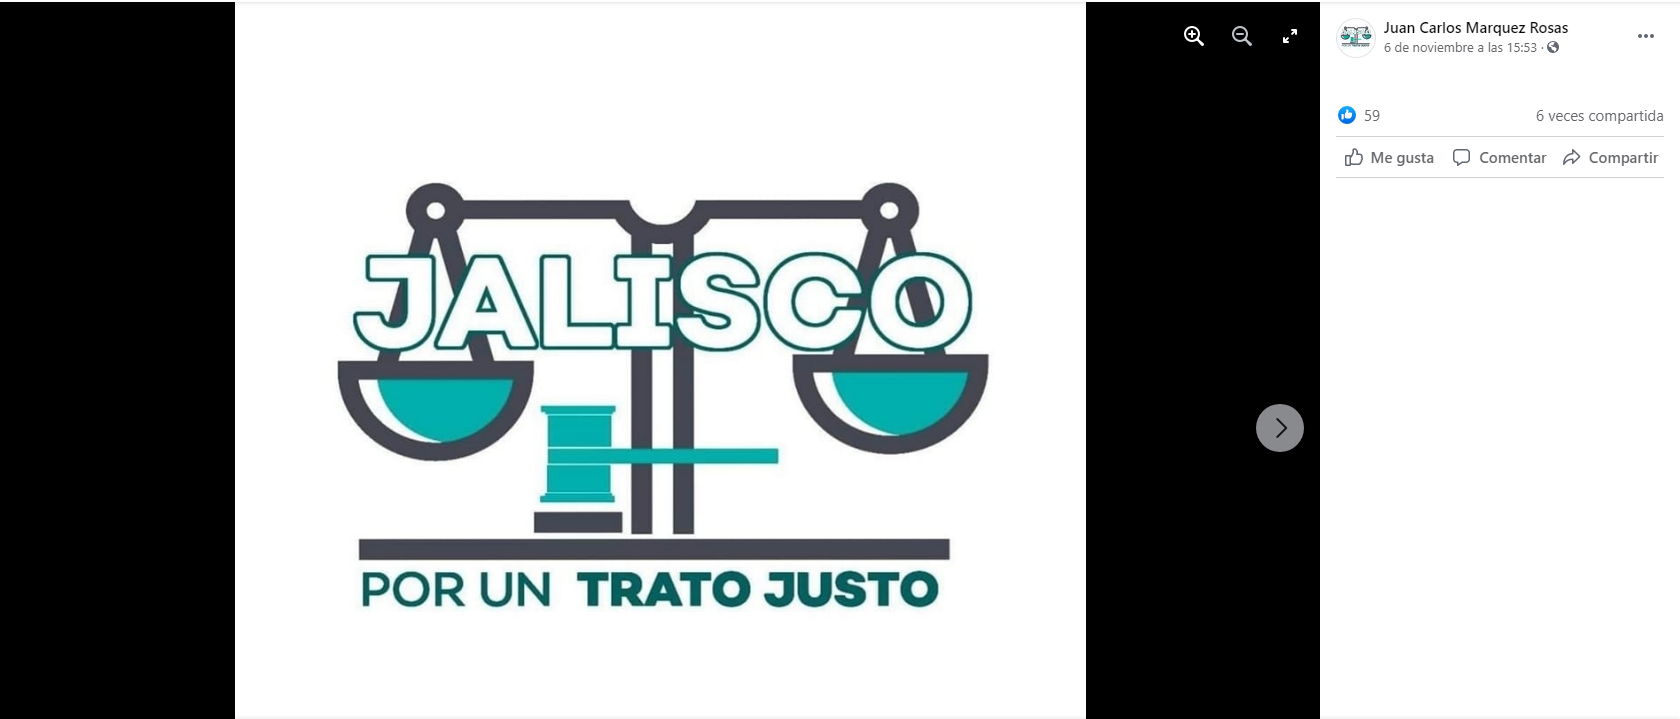 JALISCO
POR UN TRATO JUSTO
Juan Carlos Marquez Rosas
6 de noviembre a las 15:53 ·
59
6 veces compartida
Me gusta
Comentar
Compartir